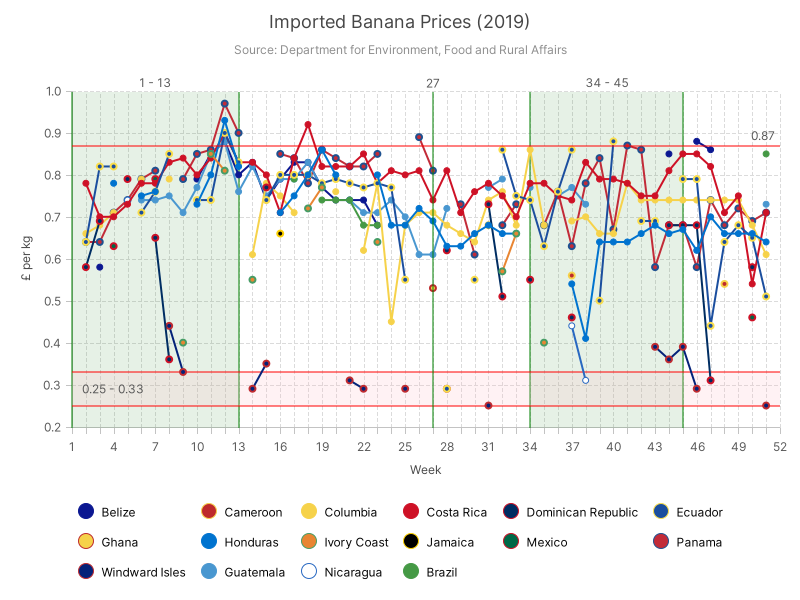 Imported Banana Prices (2019)
Source: Department for Environment, Food and Rural Affairs
1 - 13
27
34 - 45
1.0
0.9
0.8
0.7
0.6
0.5
0.4
0.3
0.2
£ per kg
0.87
0.25 - 0.33
1 4 7 10 13 16 19 22 25 28 31 34 37 40 43 46 49 52
Week
Belize Cameroon Columbia Costa Rica Dominican Republic Ecuador
Ghana Honduras Ivory Coast Jamaica Mexico Panama
Windward Isles Guatemala Nicaragua Brazil